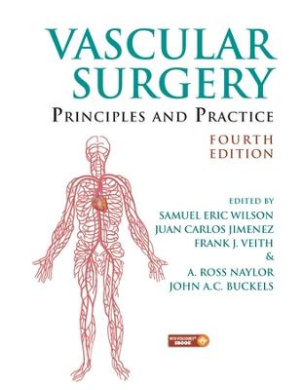 VASCULAR
SURGERY
PRINCIPLES AND PRACTICE
FOURTH
EDITION
EDITED BY
SAMUEL ERIC WILSON
JUAN CARLOS JIMENEZ
FRANK J. VEITH
&
A. ROSS NAYLOR
JOHN A.C. BUCKELS
EBOOK